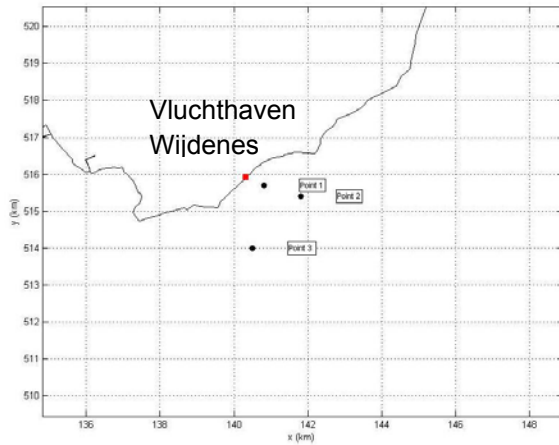 520
519
518
517
516
515
514
513
512
511
510
y (km)
Vluchthaven
Wijdenes
Point 1
Point 2
Point 3
136
138
140
142
144
146
148
x (km)